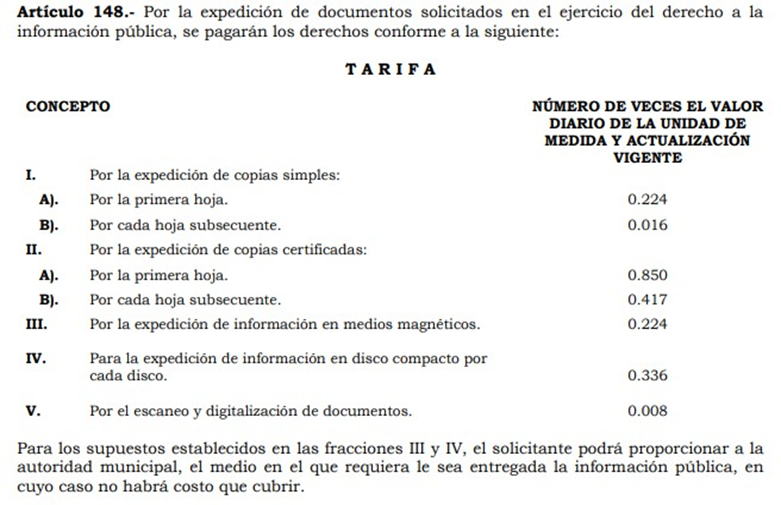 Artículo 148.- Por la expedición de documentos solicitados en el ejercicio del derecho a la
información pública, se pagarán los derechos conforme a la siguiente:
T A R I F A
CONCEPTO NÚMERO DE VECES EL VALOR
DIARIO DE LA UNIDAD DE
MEDIDA Y ACTUALIZACIÓN
VIGENTE
I. Por la expedición de copias simples:
A). Por la primera hoja. 0.224
B). Por cada hoja subsecuente. 0.016
II. Por la expedición de copias certificadas:
A). Por la primera hoja. 0.850
B). Por cada hoja subsecuente. 0.417
III. Por la expedición de información en medios magnéticos. 0.224
IV. Para la expedición de información en disco compacto por
cada disco. 0.336
V. Por el escaneo y digitalización de documentos. 0.008
Para los supuestos establecidos en las fracciones III y IV, el solicitante podrá proporcionar a la
autoridad municipal, el medio en el que requiera le sea entregada la información pública, en
cuyo caso no habrá costo que cubrir.